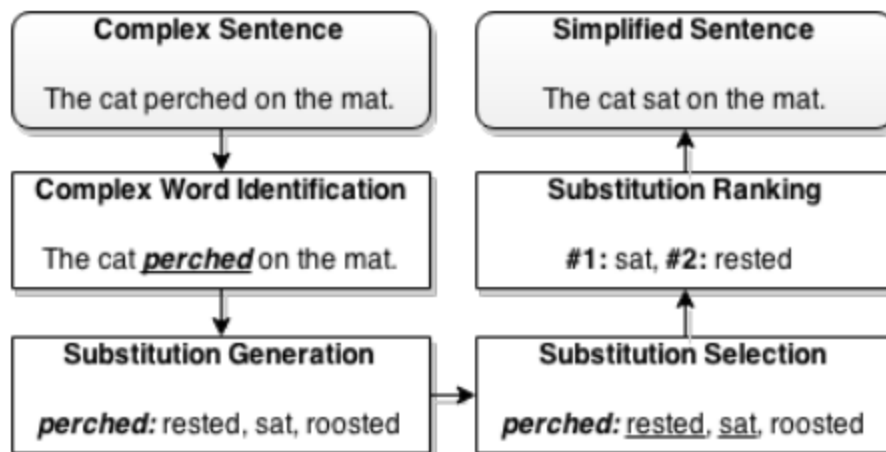 Complex Sentence
The cat perched on the mat.
Complex Word Identification
The cat perched on the mat.
Substitution Generation
perched: rested, sat, roosted
Substitution Selection
perched: rested, sat, roosted
Substitution Ranking
#1: sat, #2: rested
Simplified Sentence
The cat sat on the mat.